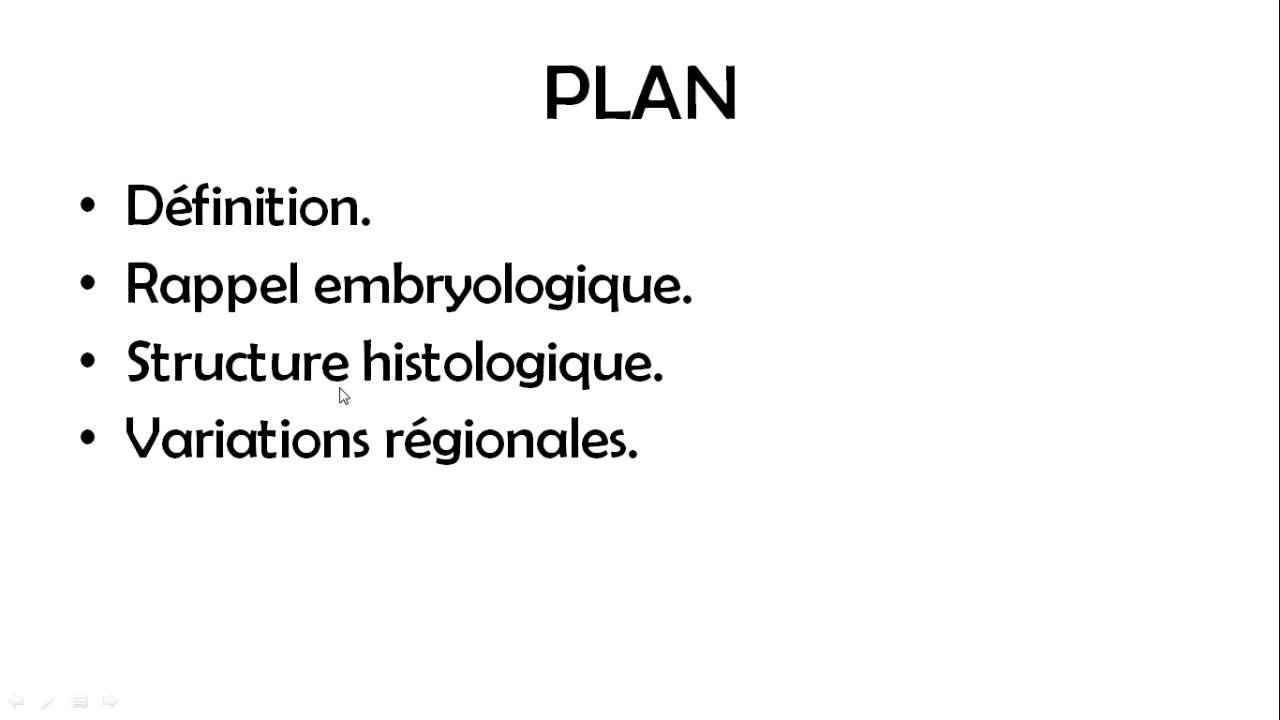 PLAN
• Définition.
• Rappel embryologique.
• Structure histologique.
• Variations régionales.